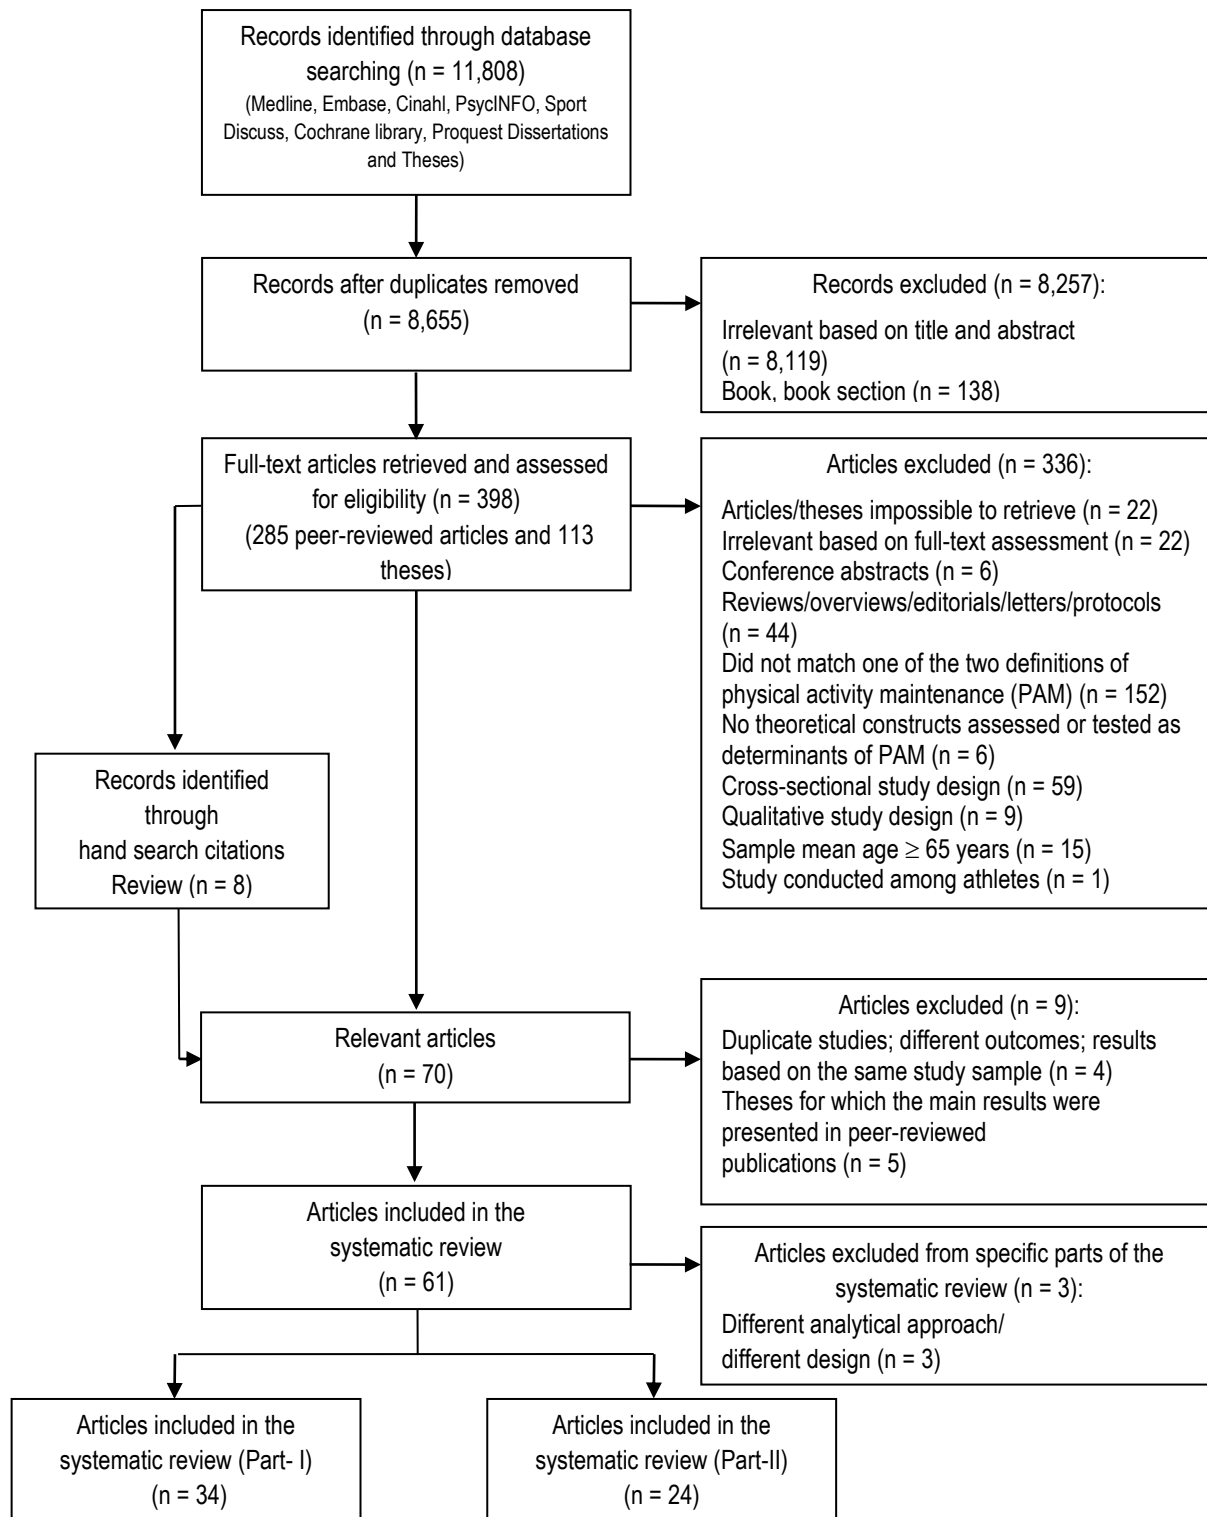 Records identified through database
searching (n = 11,808)
(Medline, Embase, Cinahl, PsycINFO, Sport
Discuss, Cochrane library, Proquest Dissertations
and Theses)
Records after duplicates removed
(n = 8,655)
Records excluded (n = 8,257):
Irrelevant based on title and abstract
(n = 8,119)
Book, book section (n = 138)
Full-text articles retrieved and assessed
for eligibility (n = 398)
(285 peer-reviewed articles and 113
theses)
Articles excluded (n = 336):
Articles/theses impossible to retrieve (n = 22)
Irrelevant based on full-text assessment (n = 22)
Conference abstracts (n = 6)
Reviews/overviews/editorials/letters/protocols
(n = 44)
Did not match one of the two definitions of
physical activity maintenance (PAM) (n = 152)
No theoretical constructs assessed or tested as
determinants of PAM (n = 6)
Cross-sectional study design (n = 59)
Qualitative study design (n = 9)
Sample mean age ≥ 65 years (n = 15)
Study conducted among athletes (n = 1)
Records identified
through
hand search citations
Review (n = 8)
Relevant articles
(n = 70)
Articles excluded (n = 9):
Duplicate studies; different outcomes; results
based on the same study sample (n = 4)
Theses for which the main results were
presented in peer-reviewed
publications (n = 5)
Articles included in the
systematic review
(n = 61)
Articles excluded from specific parts of the
systematic review (n = 3):
Different analytical approach/
different design (n = 3)
Articles included in the
systematic review (Part- I)
(n = 34)
Articles included in the
systematic review (Part-II)
(n = 24)